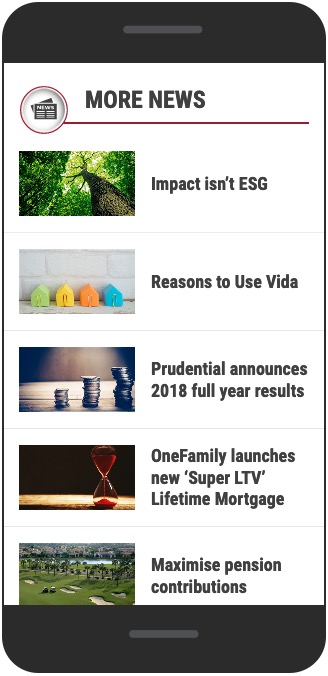 NEWS
MORE NEWS
Impact isn’t ESG
Reasons to Use Vida
Prudential announces
2018 full year results
OneFamily launches
new ‘Super LTV’
Lifetime Mortgage
Maximise pension
contributions